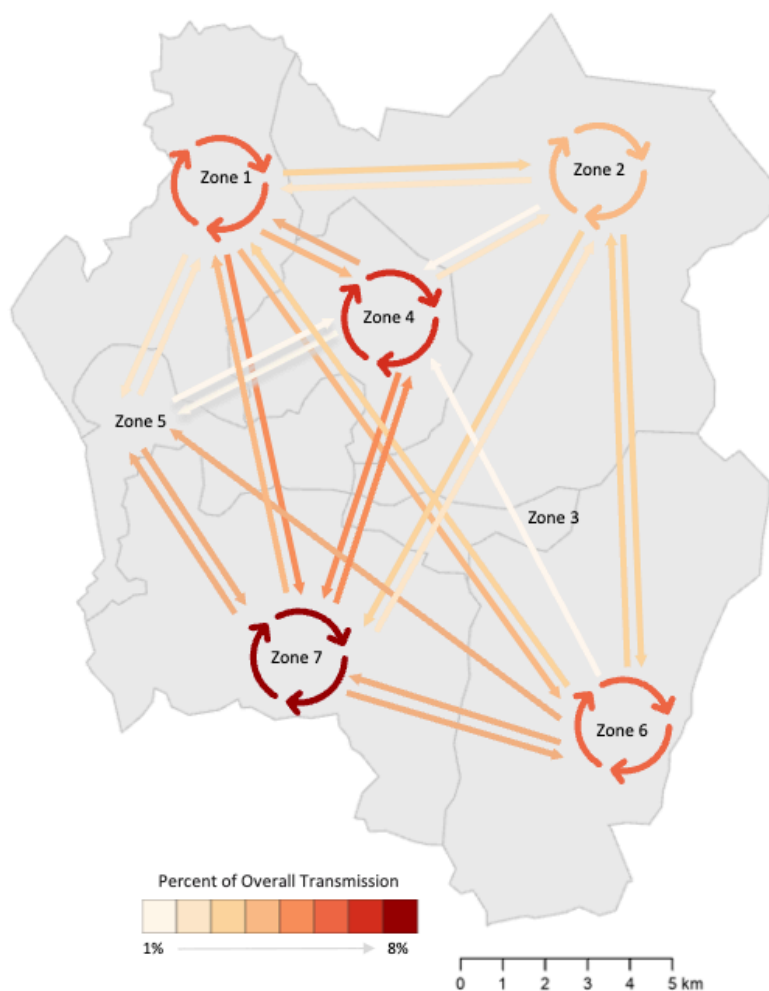 Zone 1
Zone 2
Zone 4
Zone 5
Zone 3
Zone 7
Zone 6
Percent of Overall Transmission
1% 8%
0 1 2 3 4 5 km